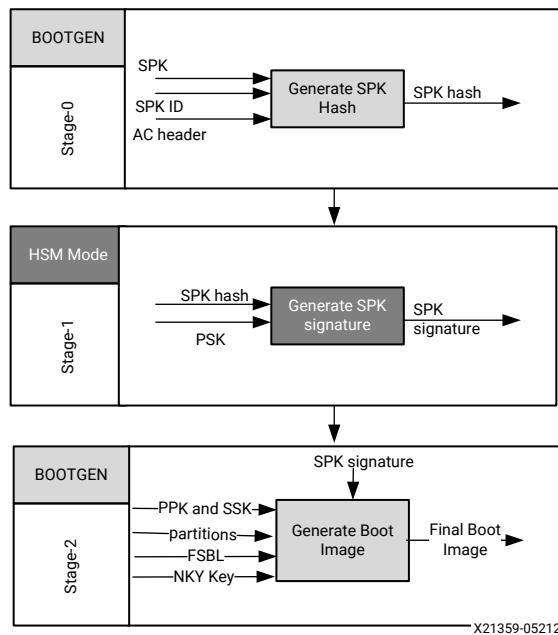 BOOTGEN
Stage-0
SPK
SPK ID
AC header
Generate SPK
Hash
SPK hash
HSM Mode
Stage-1
SPK hash
PSK
Generate SPK
signature
SPK
signature
BOOTGEN
Stage-2
SPK signature
PPK and SSK
partitions
FSBL
NKY Key
Generate Boot
Image
Final Boot
Image
X21359-05212